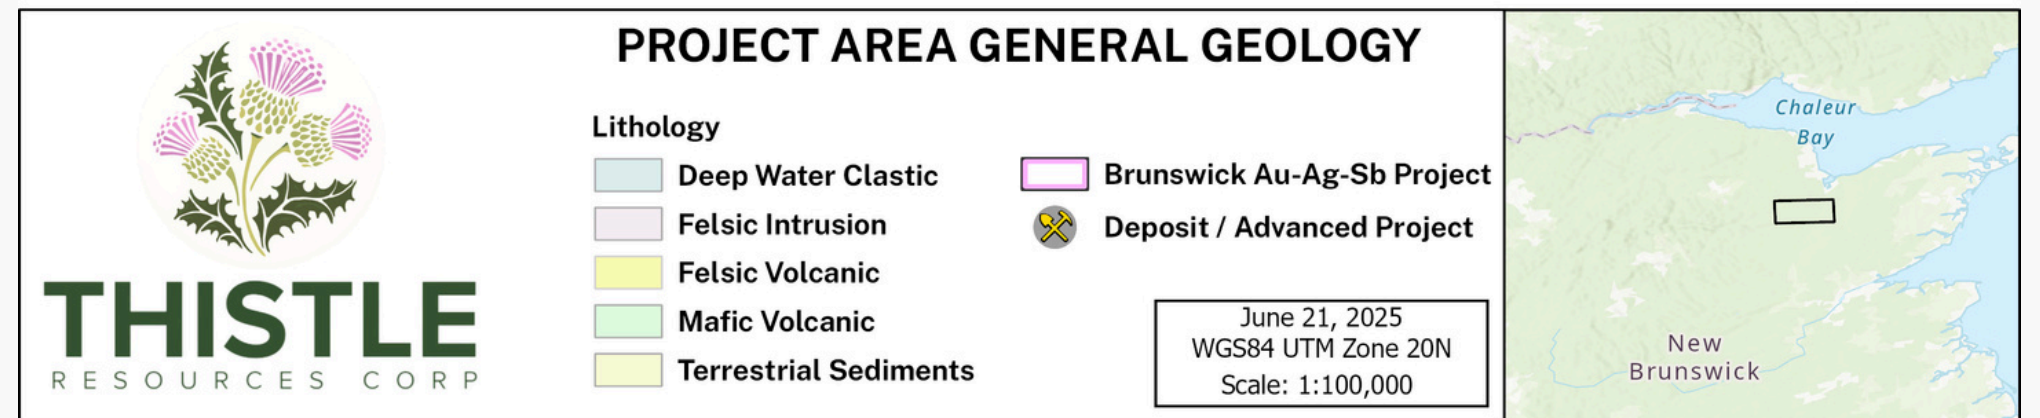 THISTLE
RESOURCES CORP
PROJECT AREA GENERAL GEOLOGY
Lithology
Deep Water Clastic
Felsic Intrusion
Felsic Volcanic
Mafic Volcanic
Terrestrial Sediments
Brunswick Au-Ag-Sb Project
Deposit / Advanced Project
June 21, 2025
WGS84 UTM Zone 20N
Scale: 1:100,000
Chaleur
Bay
New
Brunswick